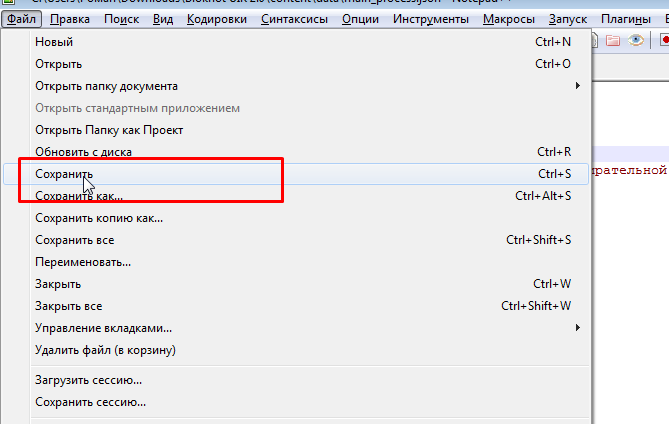 Файл Правка Поиск Вид Кодировки Синтаксисы Опции Инструменты Макросы Запуск Плагины
Новый Ctrl+N
Открыть Ctrl+O
Открыть папку документа
Открыть стандартным приложением
Открыть Папку как Проект
Обновить с диска Ctrl+R
Сохранить Ctrl+S
Сохранить как... Ctrl+Alt+S
Сохранить копию как...
Сохранить все Ctrl+Shift+S
Переименовать...
Закрыть Ctrl+W
Закрыть все Ctrl+Shift+W
Управление вкладками...
Удалить файл (в корзину)
Загрузить сессию...
Сохранить сессию...